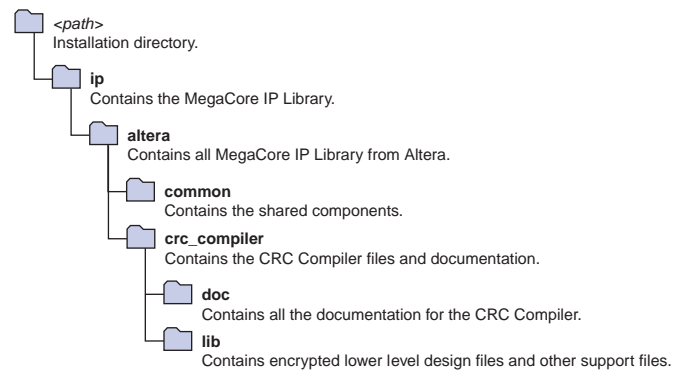 <path>
Installation directory.
ip
Contains the MegaCore IP Library.
altera
Contains all MegaCore IP Library from Altera.
common
Contains the shared components.
crc_compiler
Contains the CRC Compiler files and documentation.
doc
Contains all the documentation for the CRC Compiler.
lib
Contains encrypted lower level design files and other support files.